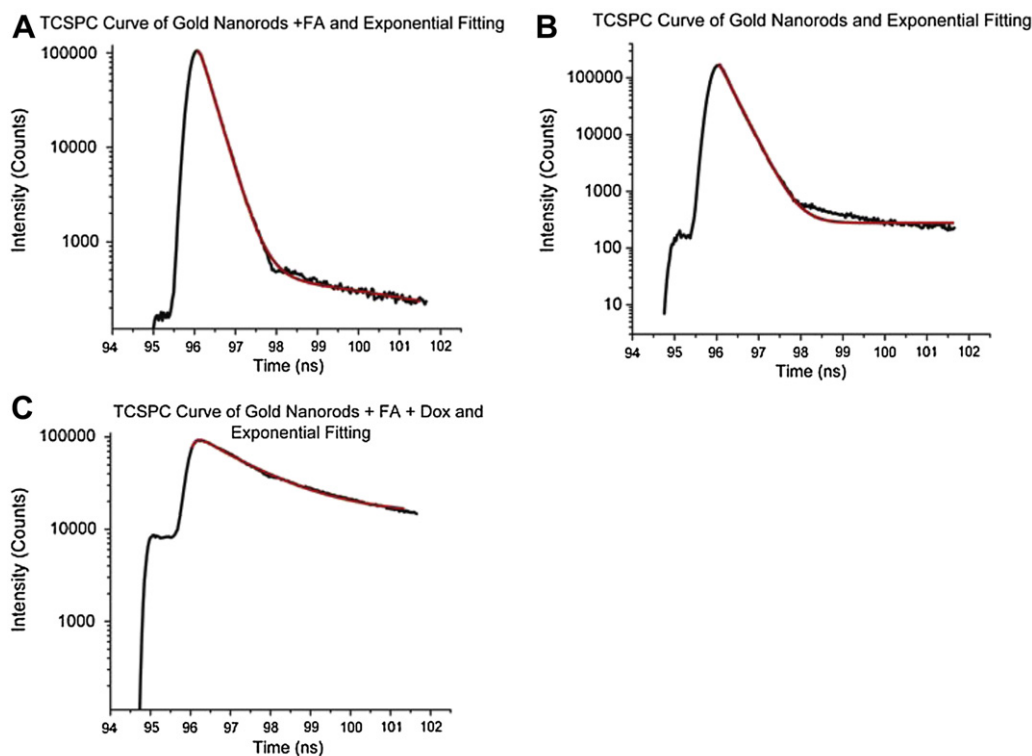 A
TCSPC Curve of Gold Nanorods +FA and Exponential Fitting
100000
10000
1000
Intensity (Counts)
94 95 96 97 98 99 100 101 102
Time (ns)
B
TCSPC Curve of Gold Nanorods and Exponential Fitting
100000
10000
1000
100
10
Intensity (Counts)
94 95 96 97 98 99 100 101 102
Time (ns)
C
TCSPC Curve of Gold Nanorods + FA + Dox and
Exponential Fitting
100000
10000
1000
Intensity (Counts)
94 95 96 97 98 99 100 101 102
Time (ns)